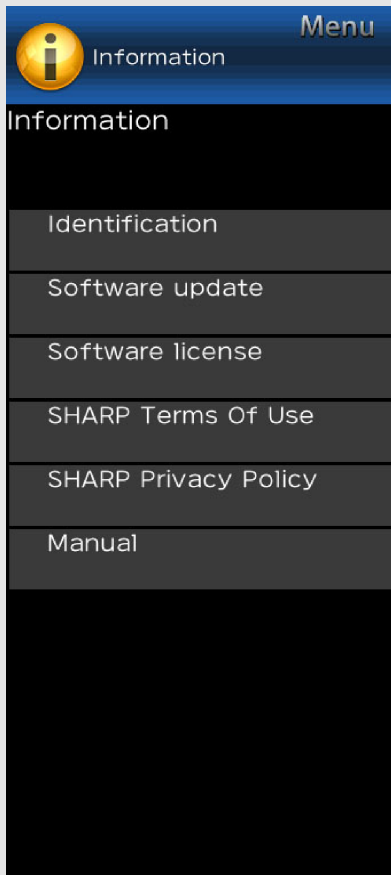 Menu
Information
Information
Identification
Software update
Software license
SHARP Terms Of Use
SHARP Privacy Policy
Manual